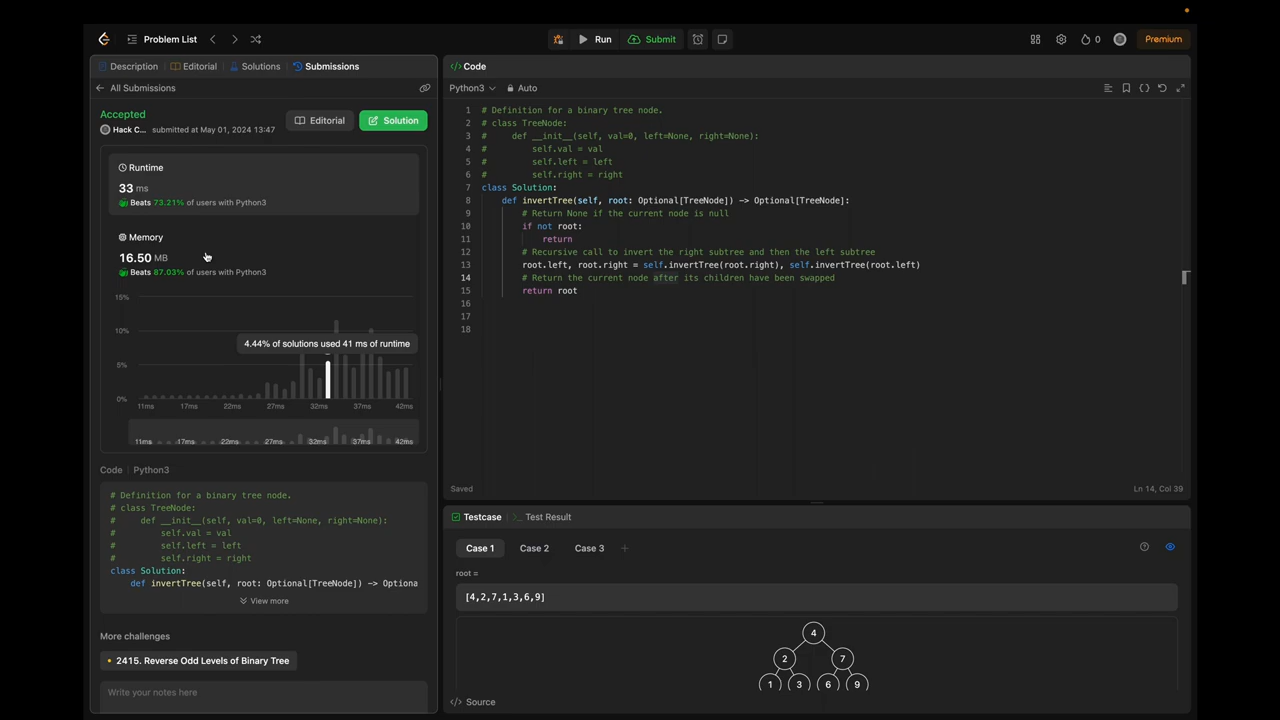 Problem List
Run
Submit
0
Premium
Description
Editorial
Solutions
Submissions
All Submissions
Accepted
Hack C... submitted at May 01, 2024 13:47
Editorial
Solution
Runtime
33 ms
Beats 73.21% of users with Python3
Memory
16.50 MB
Beats 87.03% of users with Python3
15%
10%
5%
0%
4.44% of solutions used 41 ms of runtime
11ms 17ms 22ms 27ms 32ms 37ms 42ms
11ms 17ms 22ms 27ms 32ms 37ms 42ms
Code | Python3
# Definition for a binary tree node.
# class TreeNode:
#     def __init__(self, val=0, left=None, right=None):
#         self.val = val
#         self.left = left
#         self.right = right
class Solution:
    def invertTree(self, root: Optional[TreeNode]) -> Optiona
View more
More challenges
2415. Reverse Odd Levels of Binary Tree
Write your notes here
</> Code
Python3
Auto
1 # Definition for a binary tree node.
2 # class TreeNode:
3 #     def __init__(self, val=0, left=None, right=None):
4 #         self.val = val
5 #         self.left = left
6 #         self.right = right
7 class Solution:
8     def invertTree(self, root: Optional[TreeNode]) -> Optional[TreeNode]:
9         # Return None if the current node is null
10         if not root:
11             return
12         # Recursive call to invert the right subtree and then the left subtree
13         root.left, root.right = self.invertTree(root.right), self.invertTree(root.left)
14         # Return the current node after its children have been swapped
15         return root
16
17
18
Saved
Ln 14, Col 39
Testcase
>_ Test Result
Case 1
Case 2
Case 3
+
root =
[4,2,7,1,3,6,9]
4
2 7
1 3 6 9
</> Source